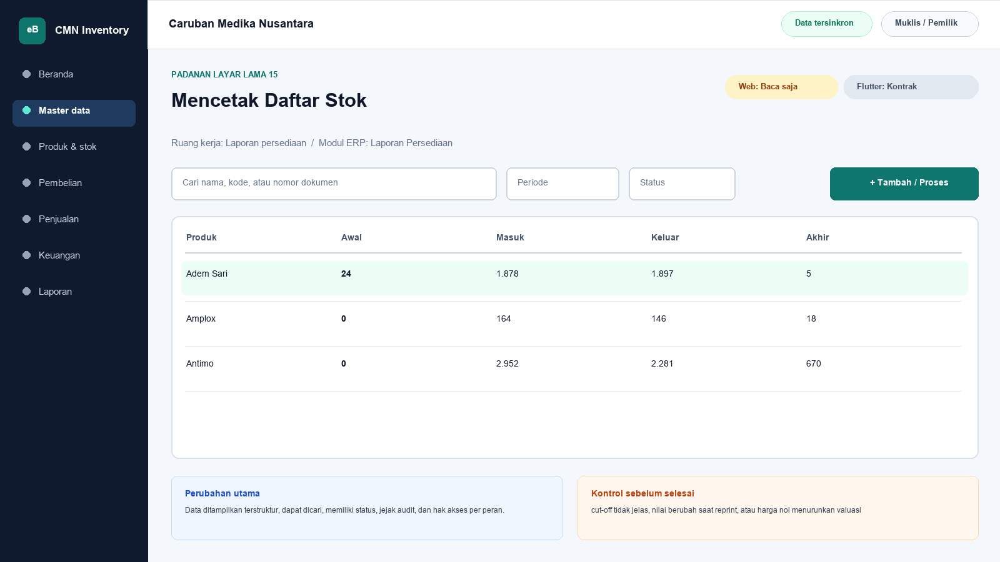 eB
CMN Inventory
Beranda
Master data
Produk & stok
Pembelian
Penjualan
Keuangan
Laporan
Caruban Medika Nusantara
Data tersinkron
Muklis / Pemilik
PADANAN LAYAR LAMA 15
Mencetak Daftar Stok
Web: Baca saja
Flutter: Kontrak
Ruang kerja: Laporan persediaan / Modul ERP: Laporan Persediaan
Cari nama, kode, atau nomor dokumen
Periode
Status
+ Tambah / Proses
Produk Awal Masuk Keluar Akhir
Adem Sari 24 1.878 1.897 5
Amplox 0 164 146 18
Antimo 0 2.952 2.281 670
Perubahan utama
Data ditampilkan terstruktur, dapat dicari, memiliki status, jejak audit, dan hak akses per peran.
Kontrol sebelum selesai
cut-off tidak jelas, nilai berubah saat reprint, atau harga nol menurunkan valuasi